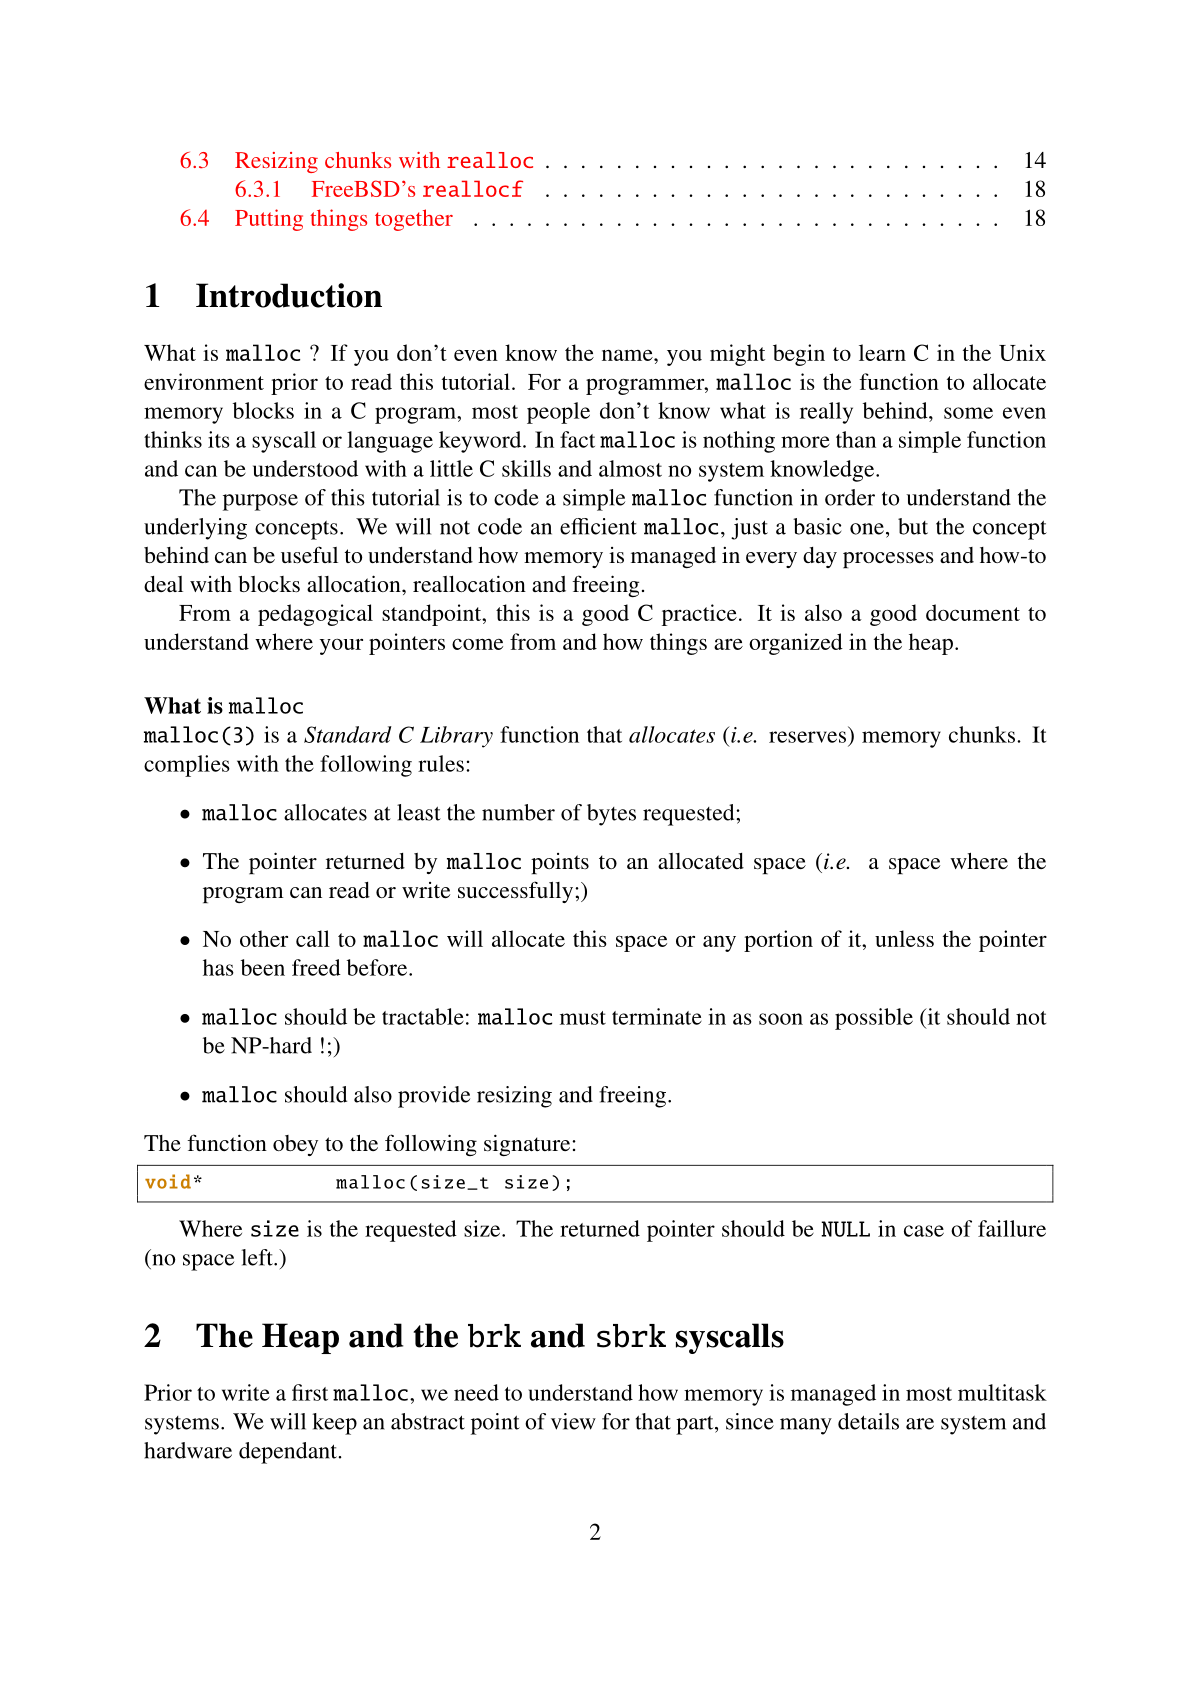 6.3 Resizing chunks with realloc . . . . . . . . . . . . . . . . . . . . . . . . . . 14
6.3.1 FreeBSD's reallocf . . . . . . . . . . . . . . . . . . . . . . . . . . 18
6.4 Putting things together . . . . . . . . . . . . . . . . . . . . . . . . . . . . . . 18
1 Introduction
What is malloc ? If you don't even know the name, you might begin to learn C in the Unix
environment prior to read this tutorial. For a programmer, malloc is the function to allocate
memory blocks in a C program, most people don't know what is really behind, some even
thinks its a syscall or language keyword. In fact malloc is nothing more than a simple function
and can be understood with a little C skills and almost no system knowledge.
The purpose of this tutorial is to code a simple malloc function in order to understand the
underlying concepts. We will not code an efficient malloc, just a basic one, but the concept
behind can be useful to understand how memory is managed in every day processes and how-to
deal with blocks allocation, reallocation and freeing.
From a pedagogical standpoint, this is a good C practice. It is also a good document to
understand where your pointers come from and how things are organized in the heap.
What is malloc
malloc(3) is a Standard C Library function that allocates (i.e. reserves) memory chunks. It
complies with the following rules:
• malloc allocates at least the number of bytes requested;
• The pointer returned by malloc points to an allocated space (i.e. a space where the
program can read or write successfully;)
• No other call to malloc will allocate this space or any portion of it, unless the pointer
has been freed before.
• malloc should be tractable: malloc must terminate in as soon as possible (it should not
be NP-hard !;)
• malloc should also provide resizing and freeing.
The function obey to the following signature:
void* malloc(size_t size);
Where size is the requested size. The returned pointer should be NULL in case of faillure
(no space left.)
2 The Heap and the brk and sbrk syscalls
Prior to write a first malloc, we need to understand how memory is managed in most multitask
systems. We will keep an abstract point of view for that part, since many details are system and
hardware dependant.
2